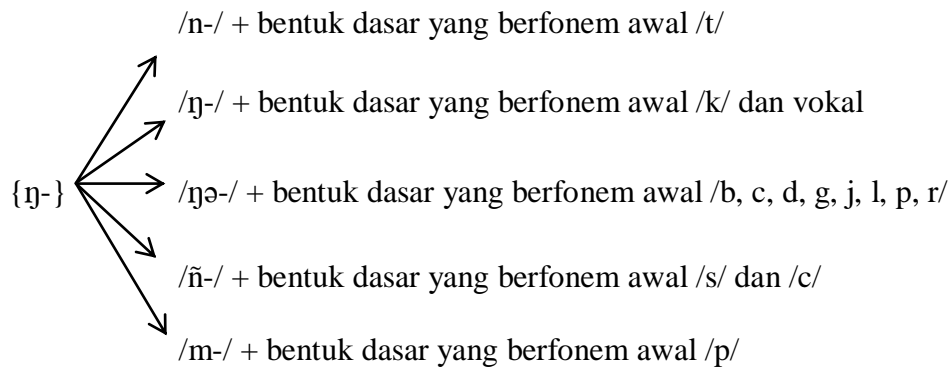 /n-/ + bentuk dasar yang berfonem awal /t/
/ŋ-/ + bentuk dasar yang berfonem awal /k/ dan vokal
{ŋ-} /ŋə-/ + bentuk dasar yang berfonem awal /b, c, d, g, j, l, p, r/
/ñ-/ + bentuk dasar yang berfonem awal /s/ dan /c/
/m-/ + bentuk dasar yang berfonem awal /p/